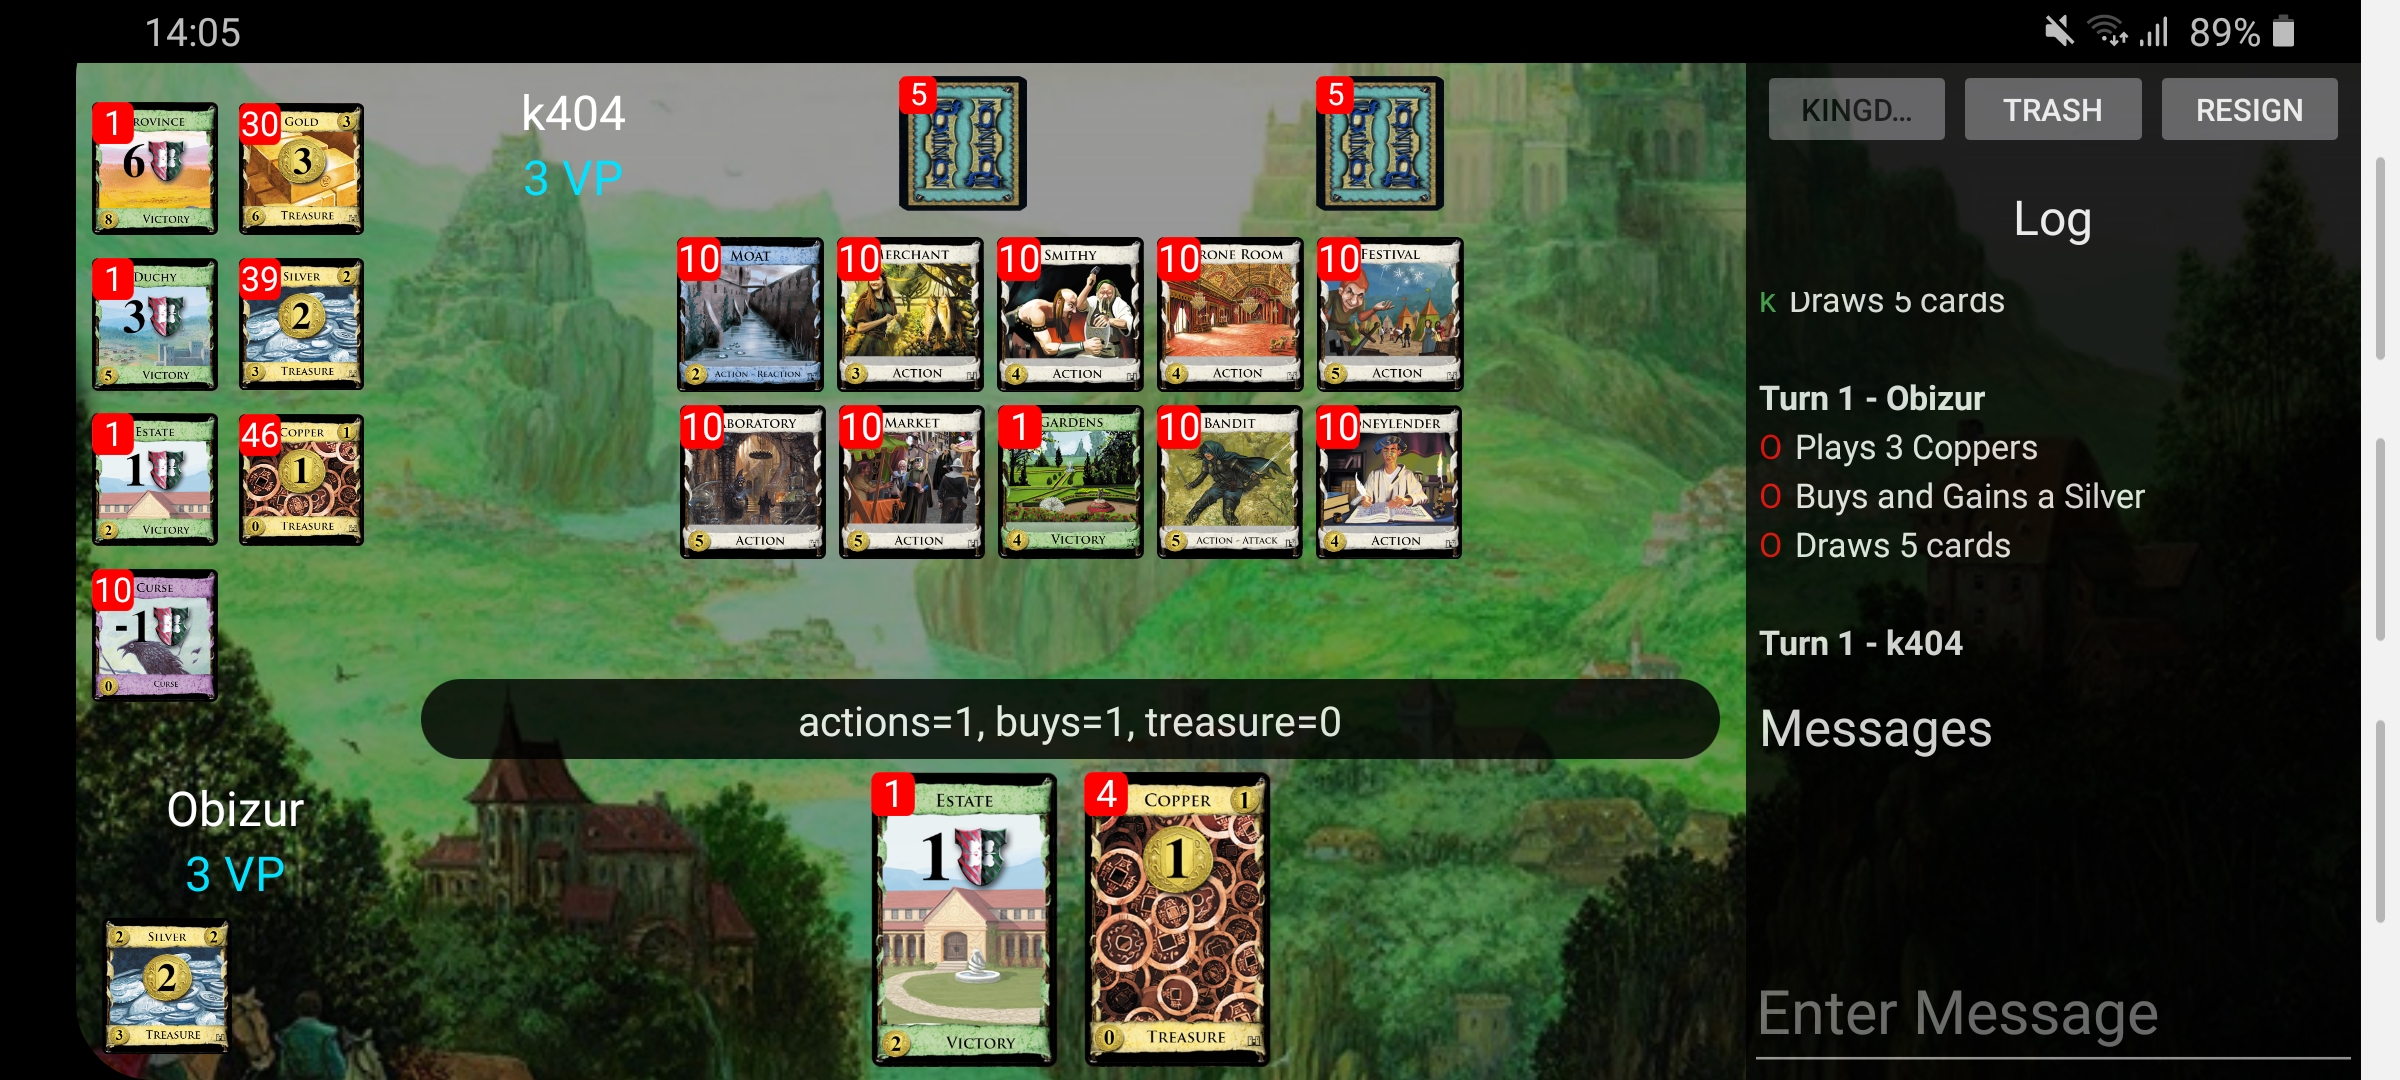 14:05
89%
1
PROVINCE
6
8 VICTORY
30
GOLD 3
3
6 TREASURE
k404
3 VP
5
5
KINGD...
TRASH
RESIGN
Log
K Draws 5 cards
Turn 1 - Obizur
O Plays 3 Coppers
O Buys and Gains a Silver
O Draws 5 cards
Turn 1 - k404
Messages
Enter Message
1
DUCHY
3
5 VICTORY
39
SILVER 2
2
3 TREASURE
1
ESTATE
1
2 VICTORY
46
COPPER 1
1
0 TREASURE
10
CURSE
-1
0 CURSE
10 MOAT
2 ACTION - REACTION
10 ERCHANT
3 ACTION
10 SMITHY
4 ACTION
10 RONE ROOM
4 ACTION
10 FESTIVAL
5 ACTION
10 BORATORY
5 ACTION
10 MARKET
5 ACTION
1 GARDENS
4 VICTORY
10 BANDIT
5 ACTION - ATTACK
10 NEYLENDER
4 ACTION
actions=1, buys=1, treasure=0
Obizur
3 VP
2 SILVER 2
2
3 TREASURE
1
ESTATE
1
2 VICTORY
4
COPPER 1
1
0 TREASURE